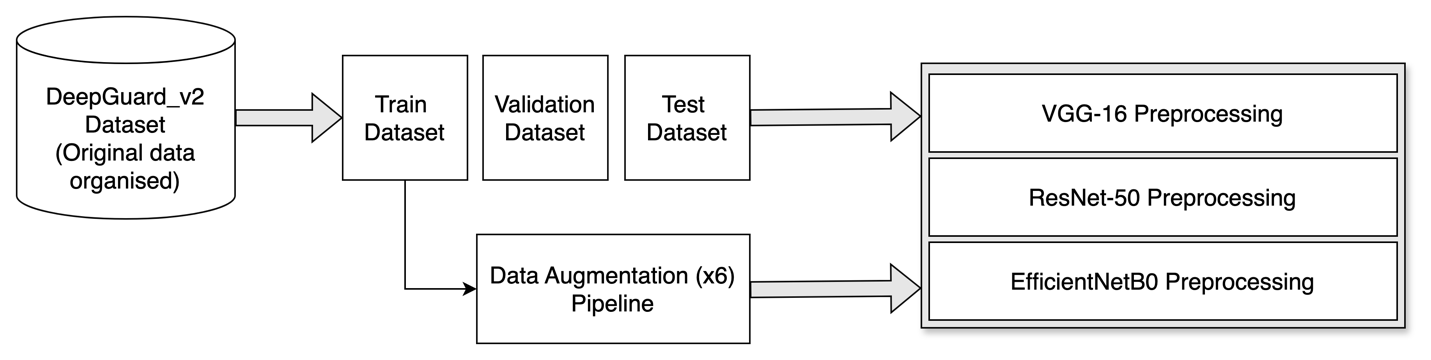 DeepGuard_v2
Dataset
(Original data
organised)
Train
Dataset
Validation
Dataset
Test
Dataset
Data Augmentation (x6)
Pipeline
VGG-16 Preprocessing
ResNet-50 Preprocessing
EfficientNetB0 Preprocessing